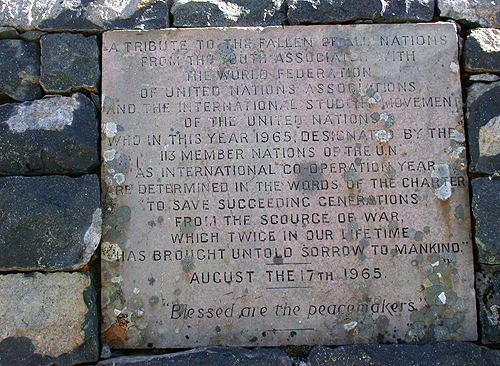 A TRIBUTE TO THE FALLEN OF ALL NATIONS
FROM THE YOUTH ASSOCIATED WITH
THE WORLD FEDERATION
OF UNITED NATIONS ASSOCIATIONS
AND THE INTERNATIONAL STUDENT MOVEMENT
OF THE UNITED NATIONS
WHO IN THIS YEAR 1965, DESIGNATED BY THE
113 MEMBER NATIONS OF THE U.N.
AS INTERNATIONAL CO-OPERATION YEAR
ARE DETERMINED IN THE WORDS OF THE CHARTER
"TO SAVE SUCCEEDING GENERATIONS
FROM THE SCOURGE OF WAR,
WHICH TWICE IN OUR LIFETIME
HAS BROUGHT UNTOLD SORROW TO MANKIND."
AUGUST THE 17TH 1965.
"Blessed are the peacemakers"